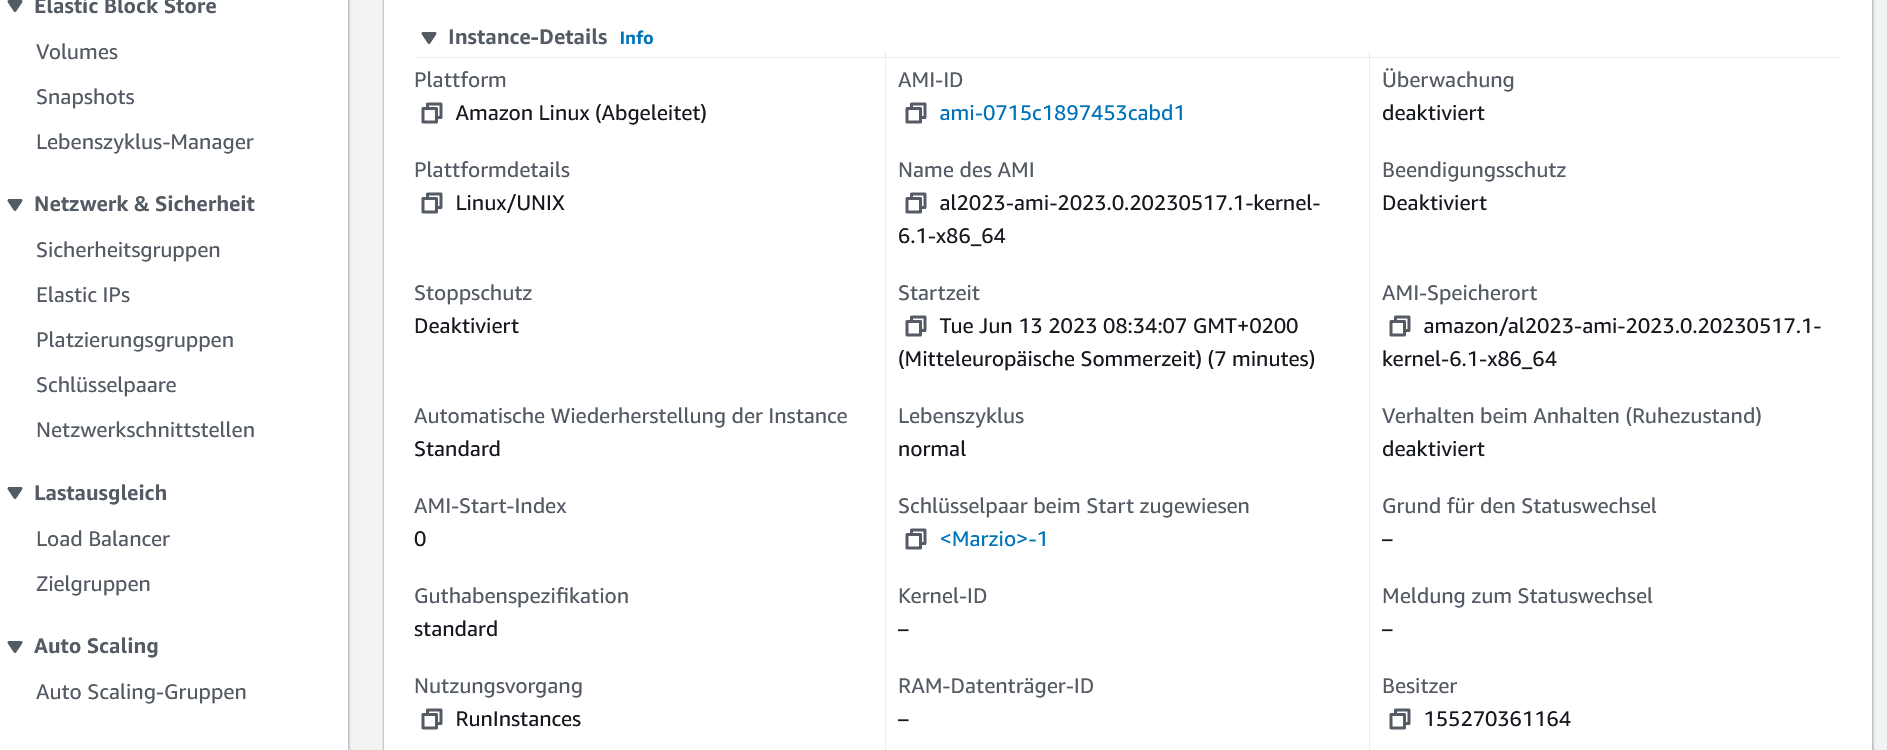 Elastic Block Store
Volumes
Snapshots
Lebenszyklus-Manager
Netzwerk & Sicherheit
Sicherheitsgruppen
Elastic IPs
Platzierungsgruppen
Schlüsselpaare
Netzwerkschnittstellen
Lastausgleich
Load Balancer
Zielgruppen
Auto Scaling
Auto Scaling-Gruppen
Instance-Details Info
Plattform
Amazon Linux (Abgeleitet)
AMI-ID
ami-0715c1897453cabd1
Überwachung
deaktiviert
Plattformdetails
Linux/UNIX
Name des AMI
al2023-ami-2023.0.20230517.1-kernel-
6.1-x86_64
Beendigungsschutz
Deaktiviert
Stoppschutz
Deaktiviert
Startzeit
Tue Jun 13 2023 08:34:07 GMT+0200
(Mitteleuropäische Sommerzeit) (7 minutes)
AMI-Speicherort
amazon/al2023-ami-2023.0.20230517.1-
kernel-6.1-x86_64
Automatische Wiederherstellung der Instance
Standard
Lebenszyklus
normal
Verhalten beim Anhalten (Ruhezustand)
deaktiviert
AMI-Start-Index
0
Schlüsselpaar beim Start zugewiesen
<Marzio>-1
Grund für den Statuswechsel
–
Guthabenspezifikation
standard
Kernel-ID
–
Meldung zum Statuswechsel
–
Nutzungsvorgang
RunInstances
RAM-Datenträger-ID
–
Besitzer
155270361164